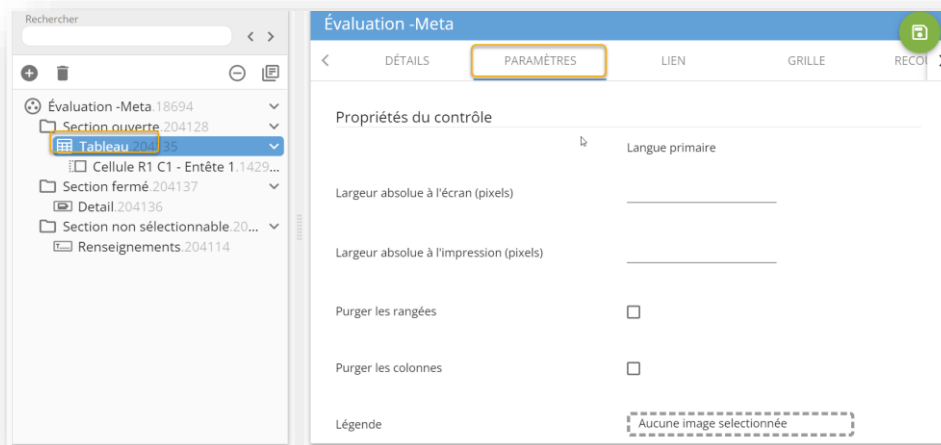 Rechercher
Évaluation -Meta.18694
Section ouverte.204128
Tableau.204135
Cellule R1 C1 - Entête 1.1429...
Section fermé.204137
Detail.204136
Section non sélectionnable.20...
Renseignements.204114
Évaluation -Meta
DÉTAILS PARAMÈTRES LIEN GRILLE RECOU
Propriétés du contrôle
Langue primaire
Largeur absolue à l'écran (pixels)
Largeur absolue à l'impression (pixels)
Purger les rangées
Purger les colonnes
Légende
Aucune image selectionnée